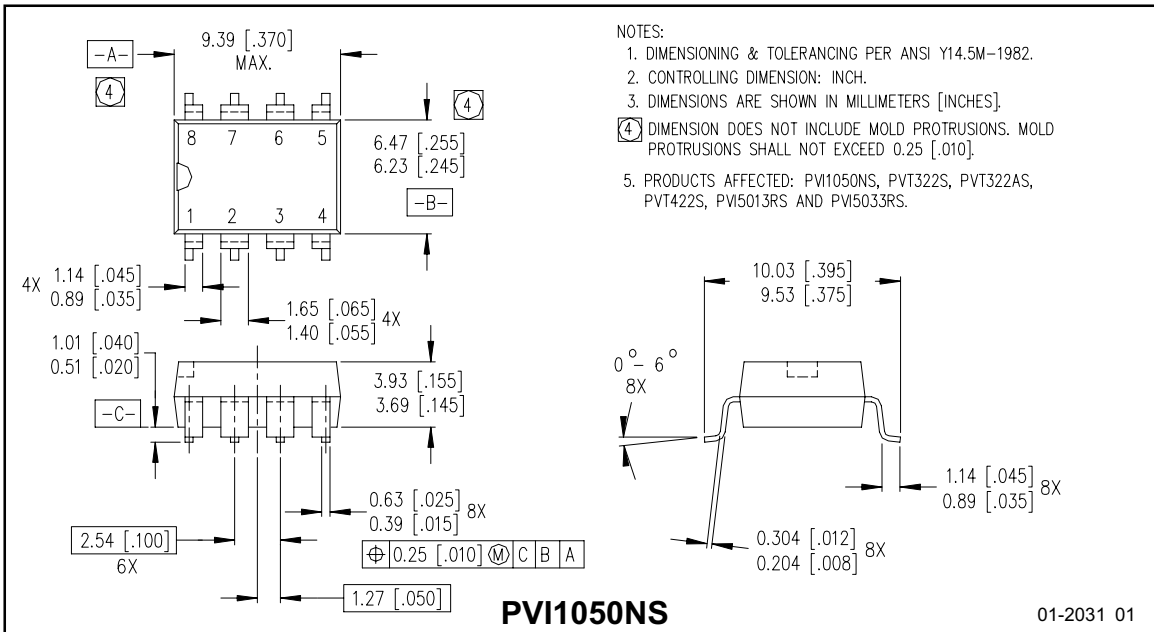 9.39 [.370]
MAX.
-A-
4
4
8 7 6 5
1 2 3 4
6.47 [.255]
6.23 [.245]
-B-
4X 1.14 [.045]
0.89 [.035]
1.65 [.065] 4X
1.40 [.055]
1.01 [.040]
0.51 [.020]
-C-
3.93 [.155]
3.69 [.145]
0.63 [.025] 8X
0.39 [.015]
2.54 [.100]
6X
⌖ 0.25 [.010] Ⓜ C B A
1.27 [.050]
NOTES:
1. DIMENSIONING & TOLERANCING PER ANSI Y14.5M-1982.
2. CONTROLLING DIMENSION: INCH.
3. DIMENSIONS ARE SHOWN IN MILLIMETERS [INCHES].
4 DIMENSION DOES NOT INCLUDE MOLD PROTRUSIONS. MOLD
PROTRUSIONS SHALL NOT EXCEED 0.25 [.010].
5. PRODUCTS AFFECTED: PVI1050NS, PVT322S, PVT322AS,
PVT422S, PVI5013RS AND PVI5033RS.
10.03 [.395]
9.53 [.375]
0°- 6°
8X
1.14 [.045] 8X
0.89 [.035]
0.304 [.012] 8X
0.204 [.008]
PVI1050NS
01-2031 01